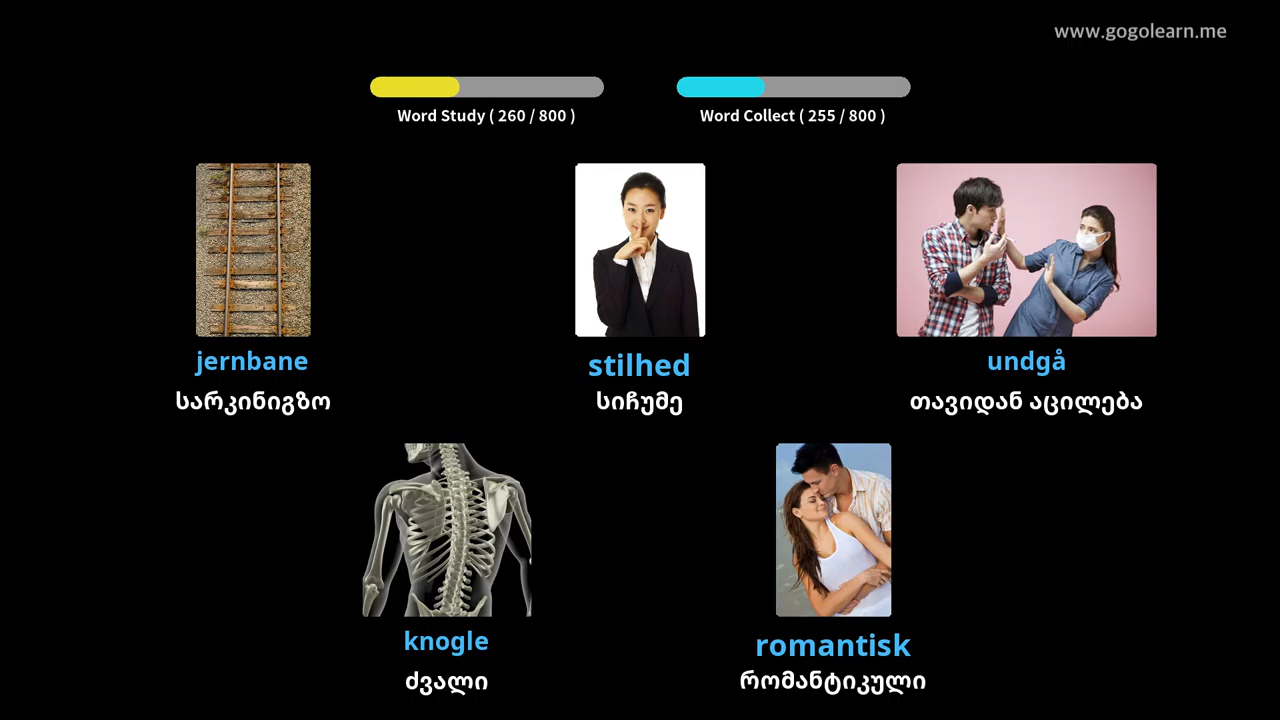 www.gogolearn.me
Word Study ( 260 / 800 )
Word Collect ( 255 / 800 )
jernbane
სარკინიგზო
stilhed
სიჩუმე
undgå
თავიდან აცილება
knogle
ძვალი
romantisk
რომანტიკული